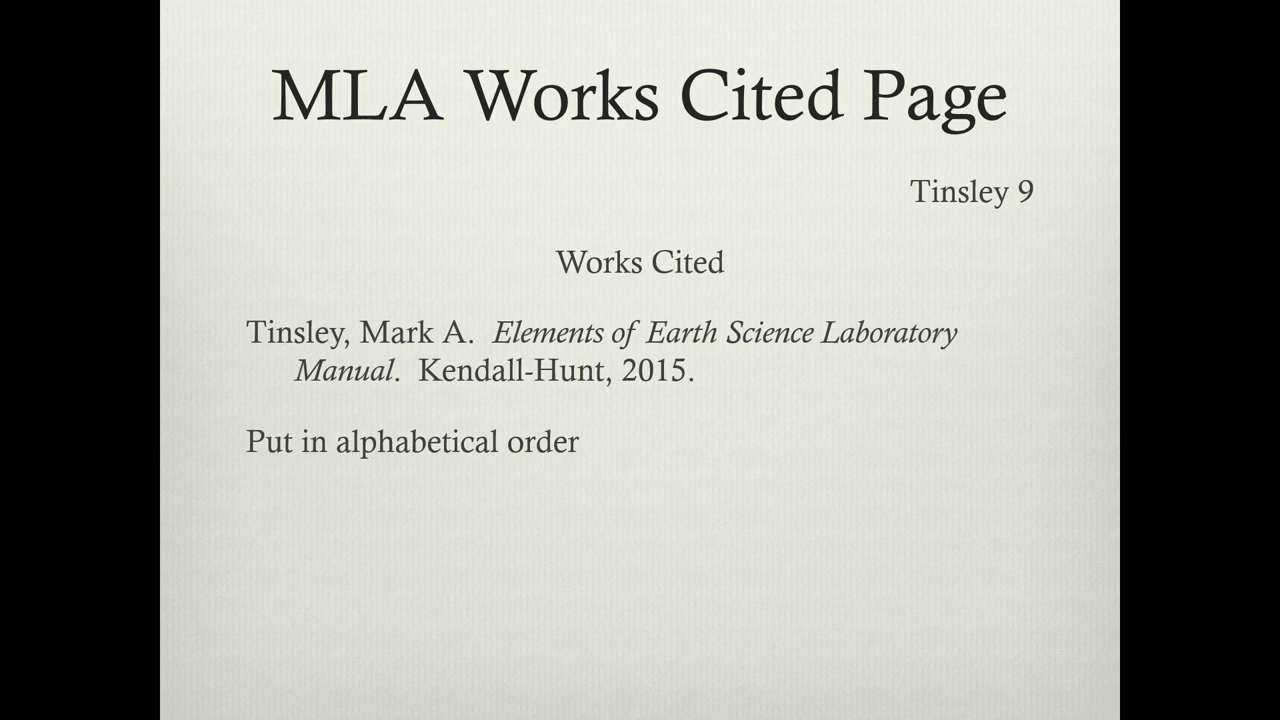 MLA Works Cited Page
Tinsley 9
Works Cited
Tinsley, Mark A.  Elements of Earth Science Laboratory
Manual.  Kendall-Hunt, 2015.
Put in alphabetical order